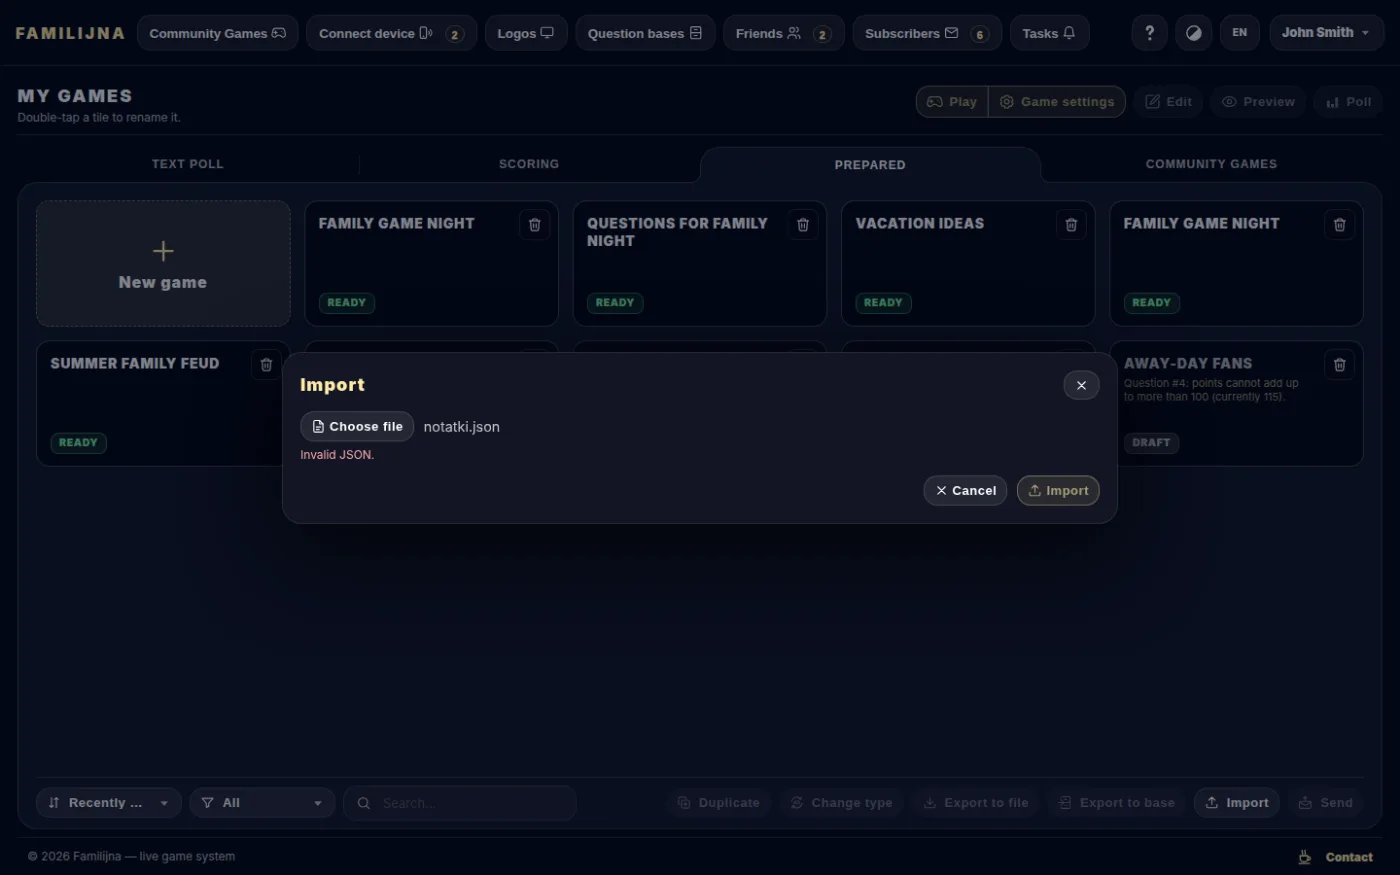 FAMILIJNA
Community Games
Connect device 2
Logos
Question bases
Friends 2
Subscribers 6
Tasks
?
EN
John Smith
MY GAMES
Double-tap a tile to rename it.
Play
Game settings
Edit
Preview
Poll
TEXT POLL
SCORING
PREPARED
COMMUNITY GAMES
New game
FAMILY GAME NIGHT
READY
QUESTIONS FOR FAMILY
NIGHT
READY
VACATION IDEAS
READY
FAMILY GAME NIGHT
READY
SUMMER FAMILY FEUD
READY
AWAY-DAY FANS
Question #4: points cannot add up
to more than 100 (currently 115).
DRAFT
Import
Choose file notatki.json
Invalid JSON.
Cancel
Import
Recently ...
All
Search...
Duplicate
Change type
Export to file
Export to base
Import
Send
© 2026 Familijna — live game system
Contact